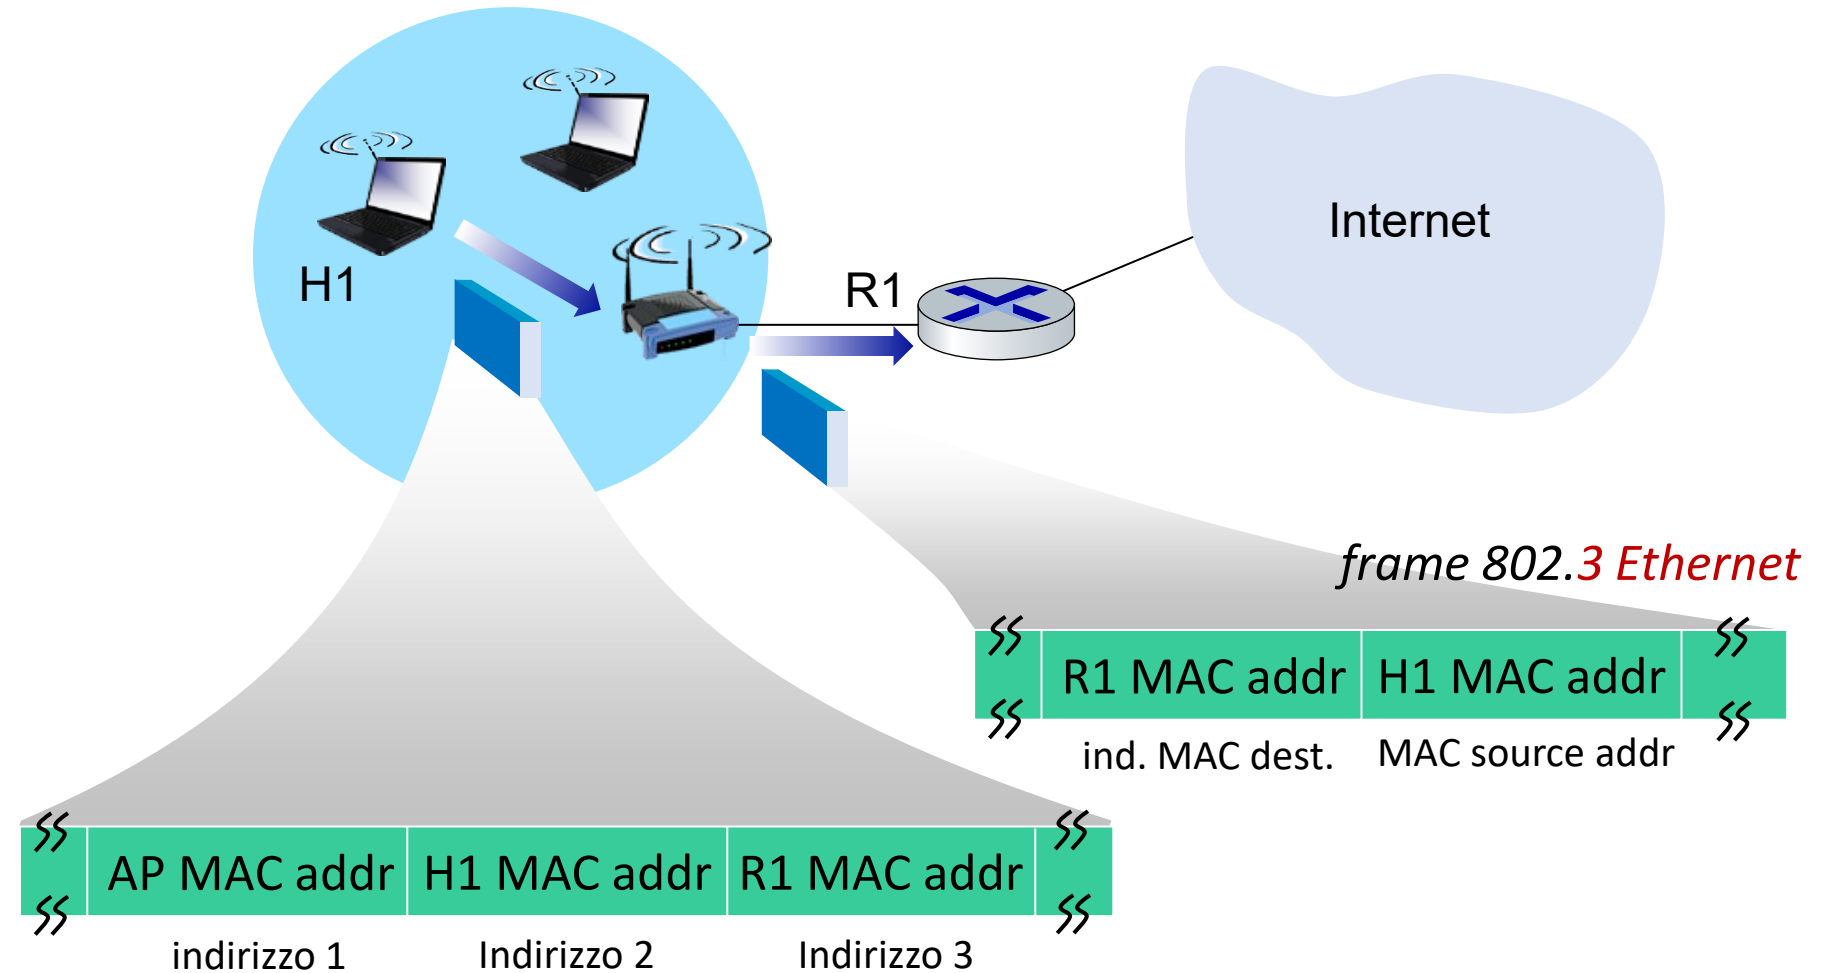 Internet
H1
R1
frame 802.3 Ethernet
R1 MAC addr H1 MAC addr
ind. MAC dest. MAC source addr
AP MAC addr H1 MAC addr R1 MAC addr
indirizzo 1 Indirizzo 2 Indirizzo 3